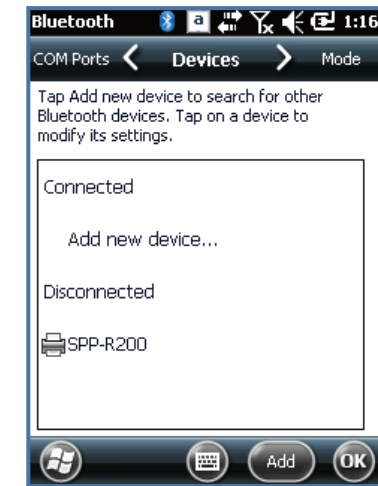 Bluetooth a 1:16
COM Ports Devices Mode
Tap Add new device to search for other
Bluetooth devices. Tap on a device to
modify its settings.
Connected
Add new device...
Disconnected
SPP-R200
Add OK